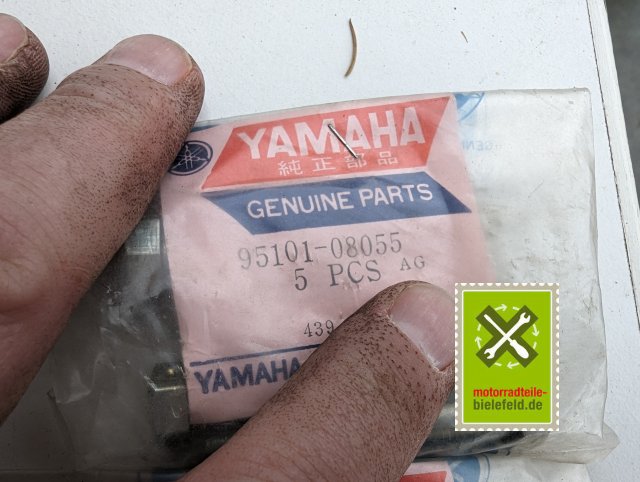 YAMAHA
純正部品
GENUINE PARTS
95101-08055
5 PCS AG
439
YAMAHA
motorradteile-
bielefeld.de